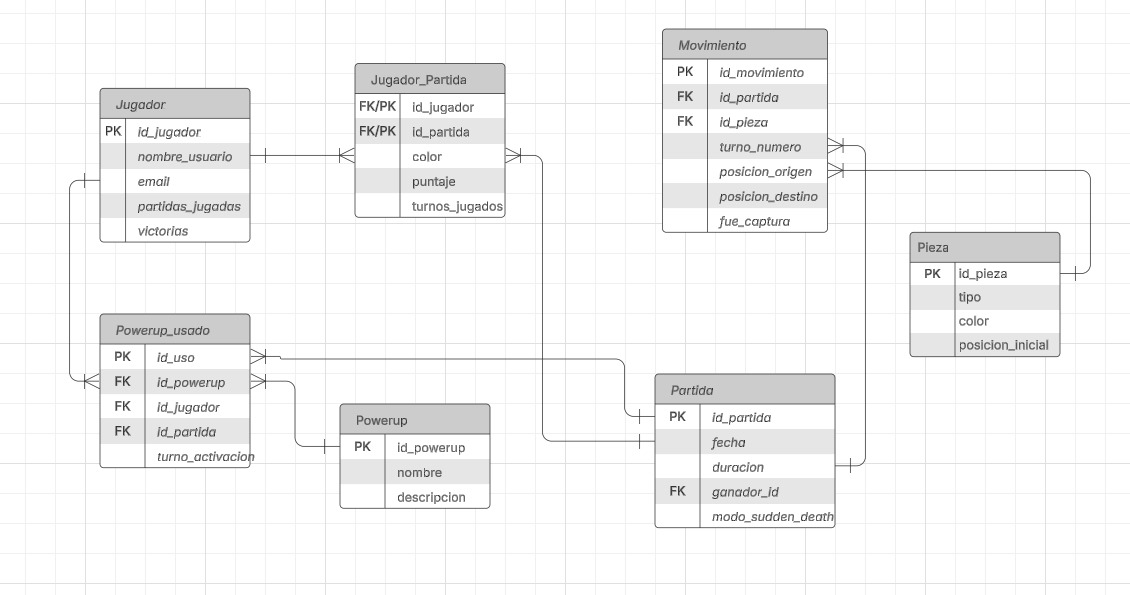 Jugador
PK id_jugador
nombre_usuario
email
partidas_jugadas
victorias
Jugador_Partida
FK/PK id_jugador
FK/PK id_partida
color
puntaje
turnos_jugados
Movimiento
PK id_movimiento
FK id_partida
FK id_pieza
turno_numero
posicion_origen
posicion_destino
fue_captura
Pieza
PK id_pieza
tipo
color
posicion_inicial
Powerup_usado
PK id_uso
FK id_powerup
FK id_jugador
FK id_partida
turno_activacion
Powerup
PK id_powerup
nombre
descripcion
Partida
PK id_partida
fecha
duracion
FK ganador_id
modo_sudden_death